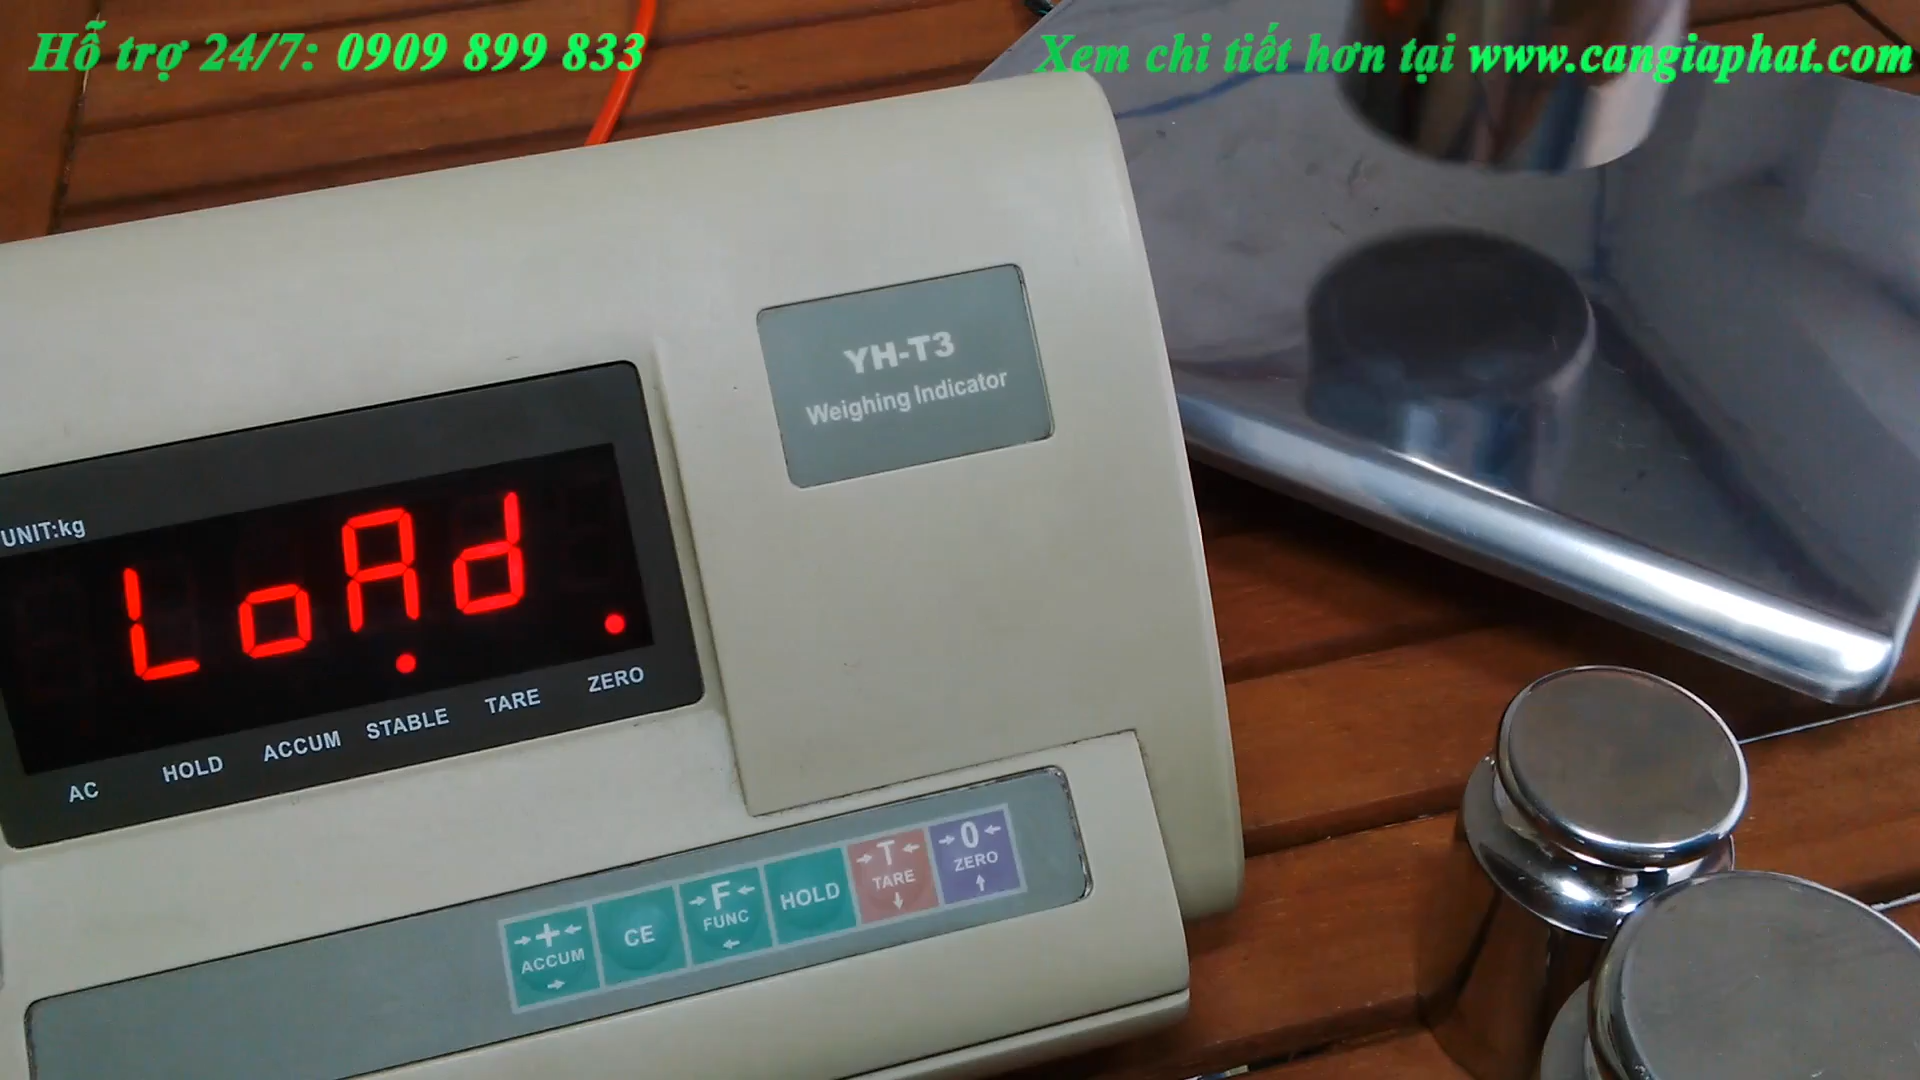 Hỗ trợ 24/7: 0909 899 833
Xem chi tiết hơn tại www.cangiaphat.com
YH-T3
Weighing Indicator
UNIT:kg
LoAd
AC HOLD ACCUM STABLE TARE ZERO
+ ACCUM
CE
F FUNC
HOLD
T TARE
0 ZERO